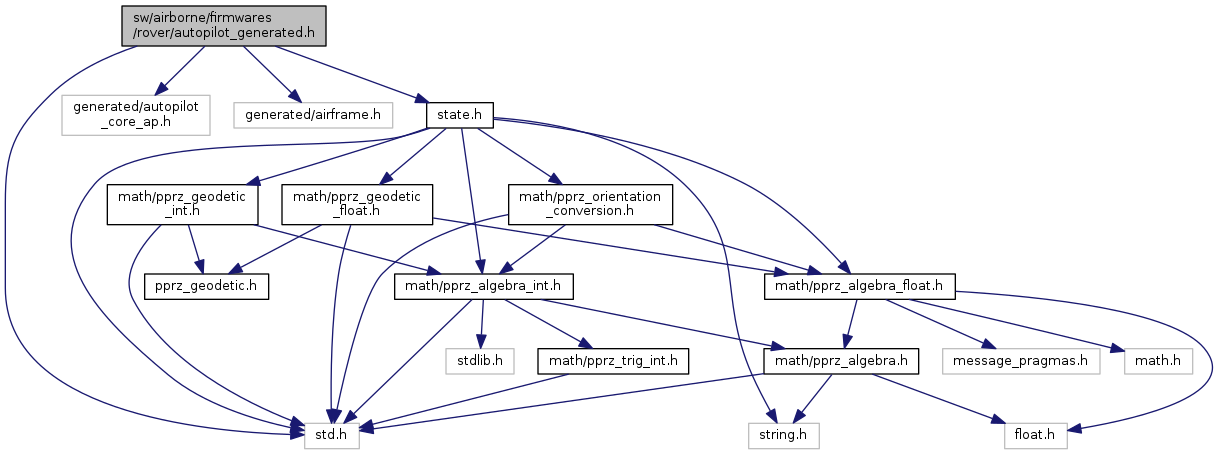 sw/airborne/firmwares
/rover/autopilot_generated.h
generated/autopilot
_core_ap.h
generated/airframe.h
state.h
math/pprz_geodetic
_int.h
math/pprz_geodetic
_float.h
math/pprz_orientation
_conversion.h
pprz_geodetic.h
math/pprz_algebra_int.h
math/pprz_algebra_float.h
stdlib.h
math/pprz_trig_int.h
math/pprz_algebra.h
message_pragmas.h
math.h
std.h
string.h
float.h